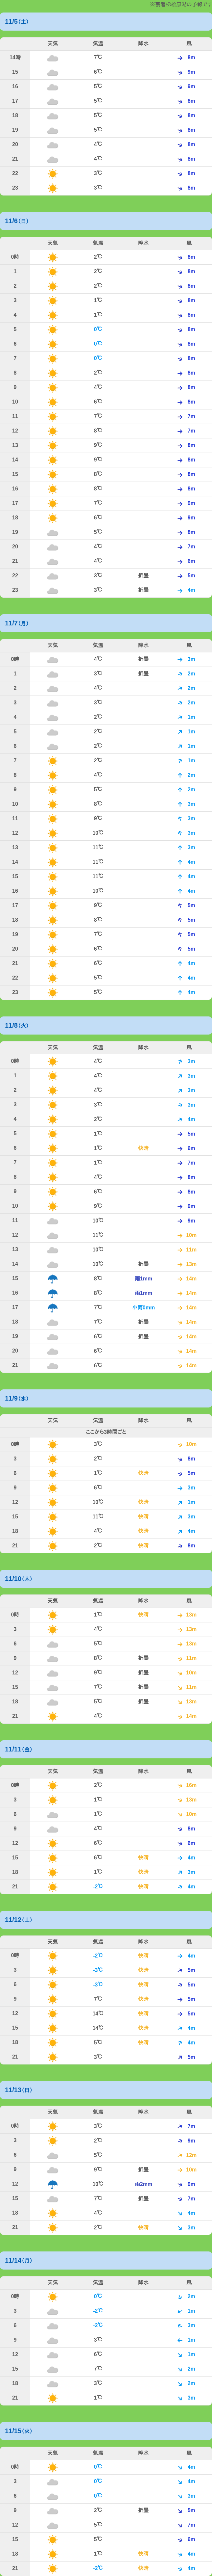 ※圏脈線岐部論は予報です
11/5(土)
天気 気温 降水 風
14時 7℃ 8m
15 6℃ 9m
16 5℃ 9m
17 5℃ 8m
18 5℃ 8m
19 5℃ 8m
20 4℃ 8m
21 4℃ 8m
22 3℃ 8m
23 3℃ 8m
11/6(日)
天気 気温 降水 風
0時 2℃ 8m
1 2℃ 8m
2 2℃ 8m
3 1℃ 8m
4 1℃ 8m
5 0℃ 8m
6 0℃ 8m
7 0℃ 8m
8 2℃ 8m
9 4℃ 8m
10 6℃ 8m
11 7℃ 7m
12 8℃ 7m
13 9℃ 8m
14 9℃ 8m
15 8℃ 8m
16 8℃ 8m
17 7℃ 9m
18 6℃ 9m
19 5℃ 8m
20 4℃ 7m
21 4℃ 6m
22 3℃ 折畳 5m
23 3℃ 折畳 4m
11/7(月)
天気 気温 降水 風
0時 4℃ 折畳 3m
1 3℃ 折畳 2m
2 4℃ 2m
3 3℃ 2m
4 2℃ 1m
5 2℃ 1m
6 2℃ 1m
7 2℃ 1m
8 4℃ 2m
9 5℃ 2m
10 8℃ 3m
11 9℃ 3m
12 10℃ 3m
13 11℃ 3m
14 11℃ 4m
15 11℃ 4m
16 10℃ 4m
17 9℃ 5m
18 8℃ 5m
19 7℃ 5m
20 6℃ 5m
21 6℃ 4m
22 5℃ 4m
23 5℃ 4m
11/8(火)
天気 気温 降水 風
0時 4℃ 3m
1 4℃ 3m
2 4℃ 3m
3 3℃ 3m
4 2℃ 4m
5 1℃ 5m
6 1℃ 快晴 6m
7 1℃ 7m
8 4℃ 8m
9 6℃ 8m
10 9℃ 9m
11 10℃ 9m
12 11℃ 10m
13 10℃ 11m
14 10℃ 折畳 13m
15 8℃ 雨1mm 14m
16 8℃ 雨1mm 14m
17 7℃ 小雨0mm 14m
18 7℃ 折畳 14m
19 6℃ 折畳 14m
20 6℃ 14m
21 6℃ 14m
11/9(水)
天気 気温 降水 風
ここから3時間ごと
0時 3℃ 10m
3 2℃ 8m
6 1℃ 快晴 5m
9 6℃ 3m
12 10℃ 快晴 1m
15 11℃ 快晴 3m
18 4℃ 快晴 4m
21 2℃ 快晴 8m
11/10(木)
天気 気温 降水 風
0時 1℃ 快晴 13m
3 4℃ 13m
6 5℃ 13m
9 8℃ 折畳 11m
12 9℃ 折畳 10m
15 7℃ 折畳 11m
18 5℃ 折畳 13m
21 4℃ 14m
11/11(金)
天気 気温 降水 風
0時 2℃ 16m
3 1℃ 13m
6 1℃ 10m
9 4℃ 8m
12 6℃ 6m
15 6℃ 快晴 4m
18 1℃ 快晴 3m
21 -2℃ 快晴 4m
11/12(土)
天気 気温 降水 風
0時 -2℃ 快晴 4m
3 -3℃ 快晴 5m
6 -3℃ 快晴 5m
9 7℃ 快晴 5m
12 14℃ 快晴 5m
15 14℃ 快晴 4m
18 5℃ 快晴 4m
21 3℃ 5m
11/13(日)
天気 気温 降水 風
0時 3℃ 7m
3 2℃ 9m
6 5℃ 12m
9 9℃ 折畳 10m
12 10℃ 雨2mm 9m
15 7℃ 折畳 7m
18 4℃ 4m
21 2℃ 快晴 3m
11/14(月)
天気 気温 降水 風
0時 0℃ 2m
3 -2℃ 1m
6 -2℃ 3m
9 3℃ 1m
12 6℃ 1m
15 7℃ 2m
18 3℃ 2m
21 1℃ 3m
11/15(火)
天気 気温 降水 風
0時 0℃ 4m
3 0℃ 4m
6 0℃ 3m
9 2℃ 折畳 5m
12 5℃ 7m
15 5℃ 6m
18 1℃ 快晴 4m
21 -2℃ 快晴 4m